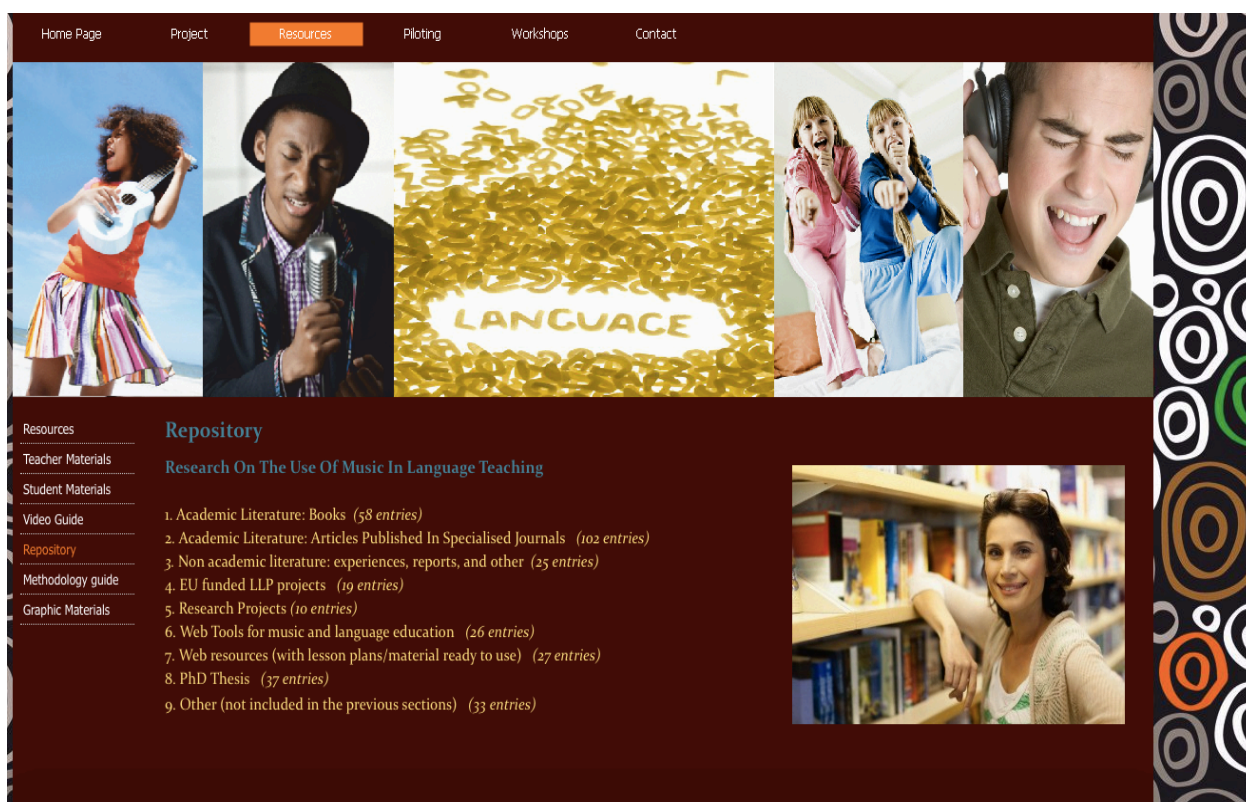 Home Page Project Resources Piloting Workshops Contact
LANGUAGE
Resources
Teacher Materials
Student Materials
Video Guide
Repository
Methodology guide
Graphic Materials
Repository
Research On The Use Of Music In Language Teaching
1. Academic Literature: Books (58 entries)
2. Academic Literature: Articles Published In Specialised Journals (102 entries)
3. Non academic literature: experiences, reports, and other (25 entries)
4. EU funded LLP projects (19 entries)
5. Research Projects (10 entries)
6. Web Tools for music and language education (26 entries)
7. Web resources (with lesson plans/material ready to use) (27 entries)
8. PhD Thesis (37 entries)
9. Other (not included in the previous sections) (33 entries)